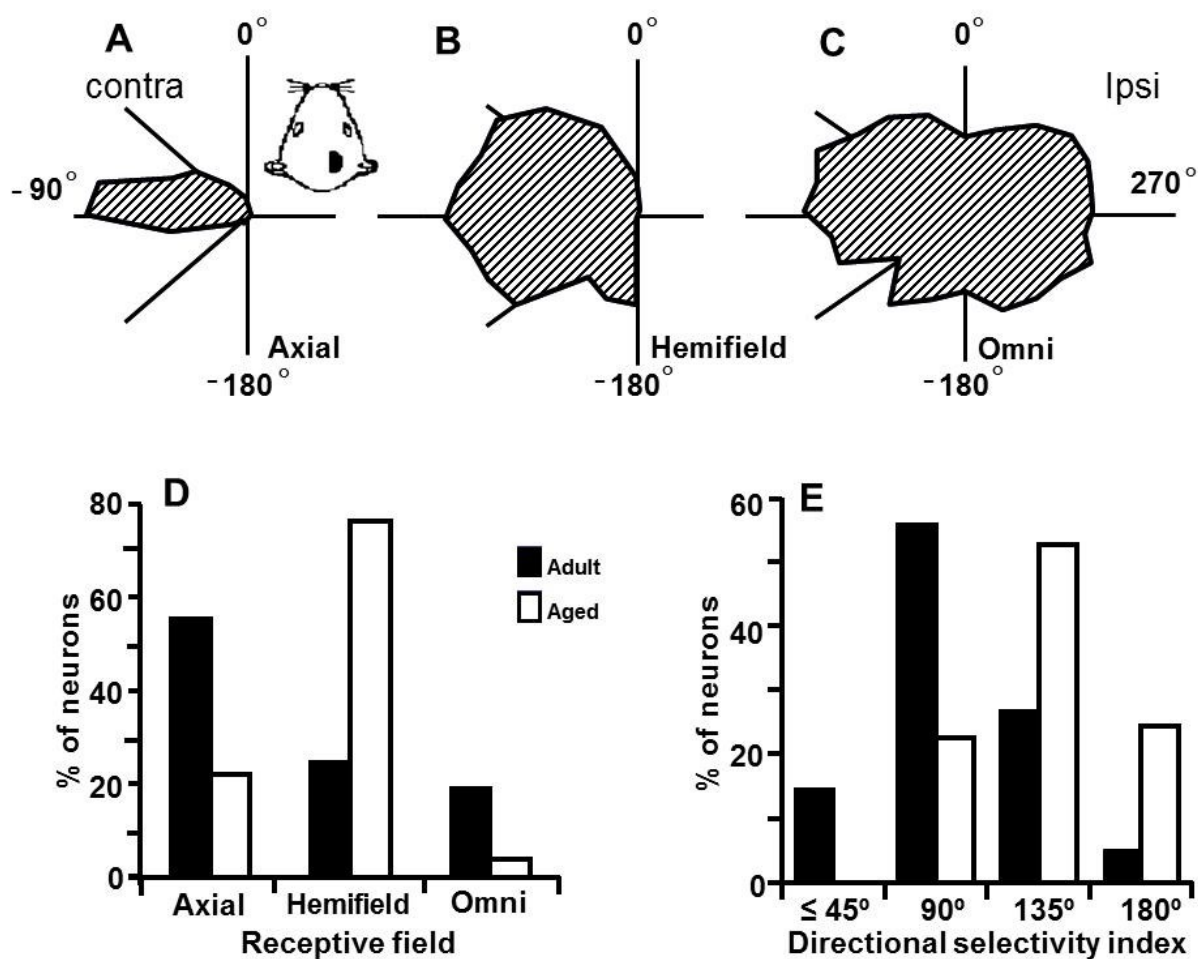 A
0°
B
0°
C
0°
contra
Ipsi
- 90°
270°
Axial
Hemifield
Omni
-180°
-180°
-180°
D
80
60
40
20
0
% of neurons
Adult
Aged
Axial
Hemifield
Omni
Receptive field
E
60
40
20
0
% of neurons
≤ 45º
90º
135º
180º
Directional selectivity index